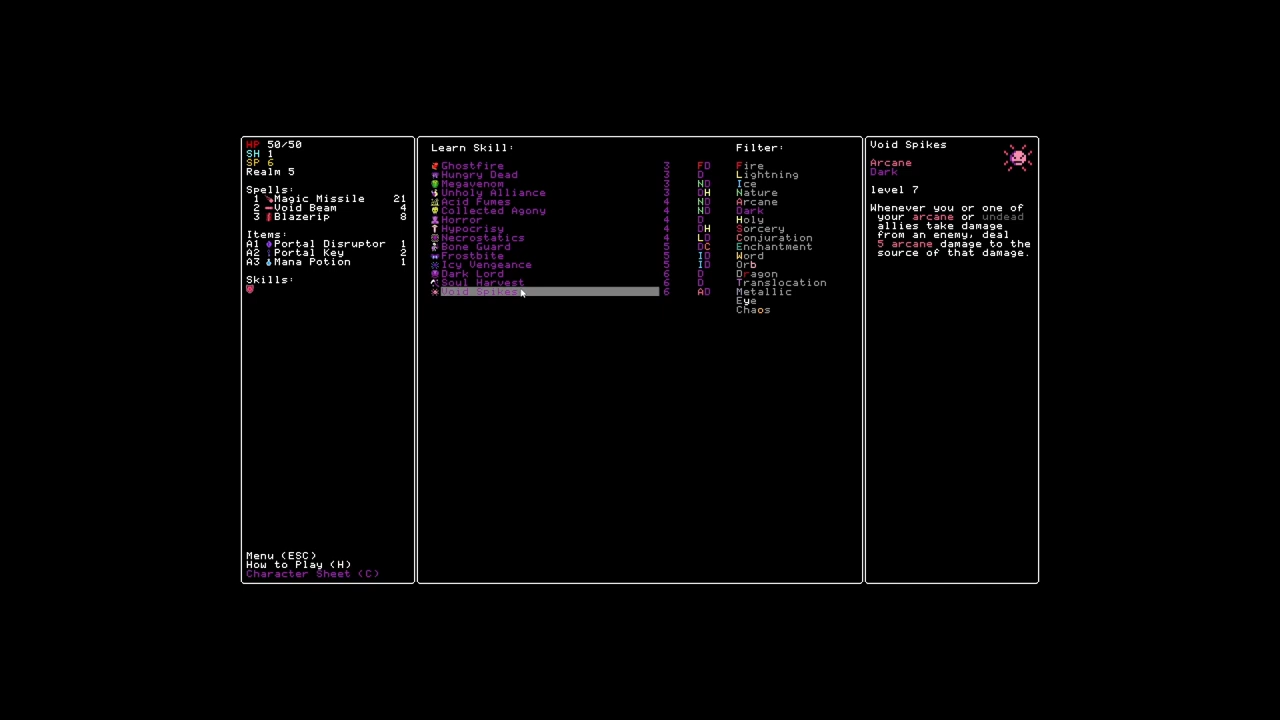 HP 50/50
SH 1
SP 6
Realm 5
Spells:
1 Magic Missile 21
2 Void Beam 4
3 Blazerip 8
Items:
A1 Portal Disruptor 1
A2 Portal Key 2
A3 Mana Potion 1
Skills:
Menu (ESC)
How to Play (H)
Character Sheet (C)
Learn Skill:
Ghostfire 3 FD
Hungry Dead 3 D
Megavenom 3 ND
Unholy Alliance 3 DH
Acid Fumes 4 ND
Collected Agony 4 ND
Horror 4 D
Hypocrisy 4 DH
Necrostatics 4 LD
Bone Guard 5 DC
Frostbite 5 ID
Icy Vengeance 5 ID
Dark Lord 6 D
Soul Harvest 6 D
Void Spikes 6 AD
Filter:
Fire
Lightning
Ice
Nature
Arcane
Dark
Holy
Sorcery
Conjuration
Enchantment
Word
Orb
Dragon
Translocation
Metallic
Eye
Chaos
Void Spikes
Arcane
Dark
level 7
Whenever you or one of
your arcane or undead
allies take damage
from an enemy, deal
5 arcane damage to the
source of that damage.